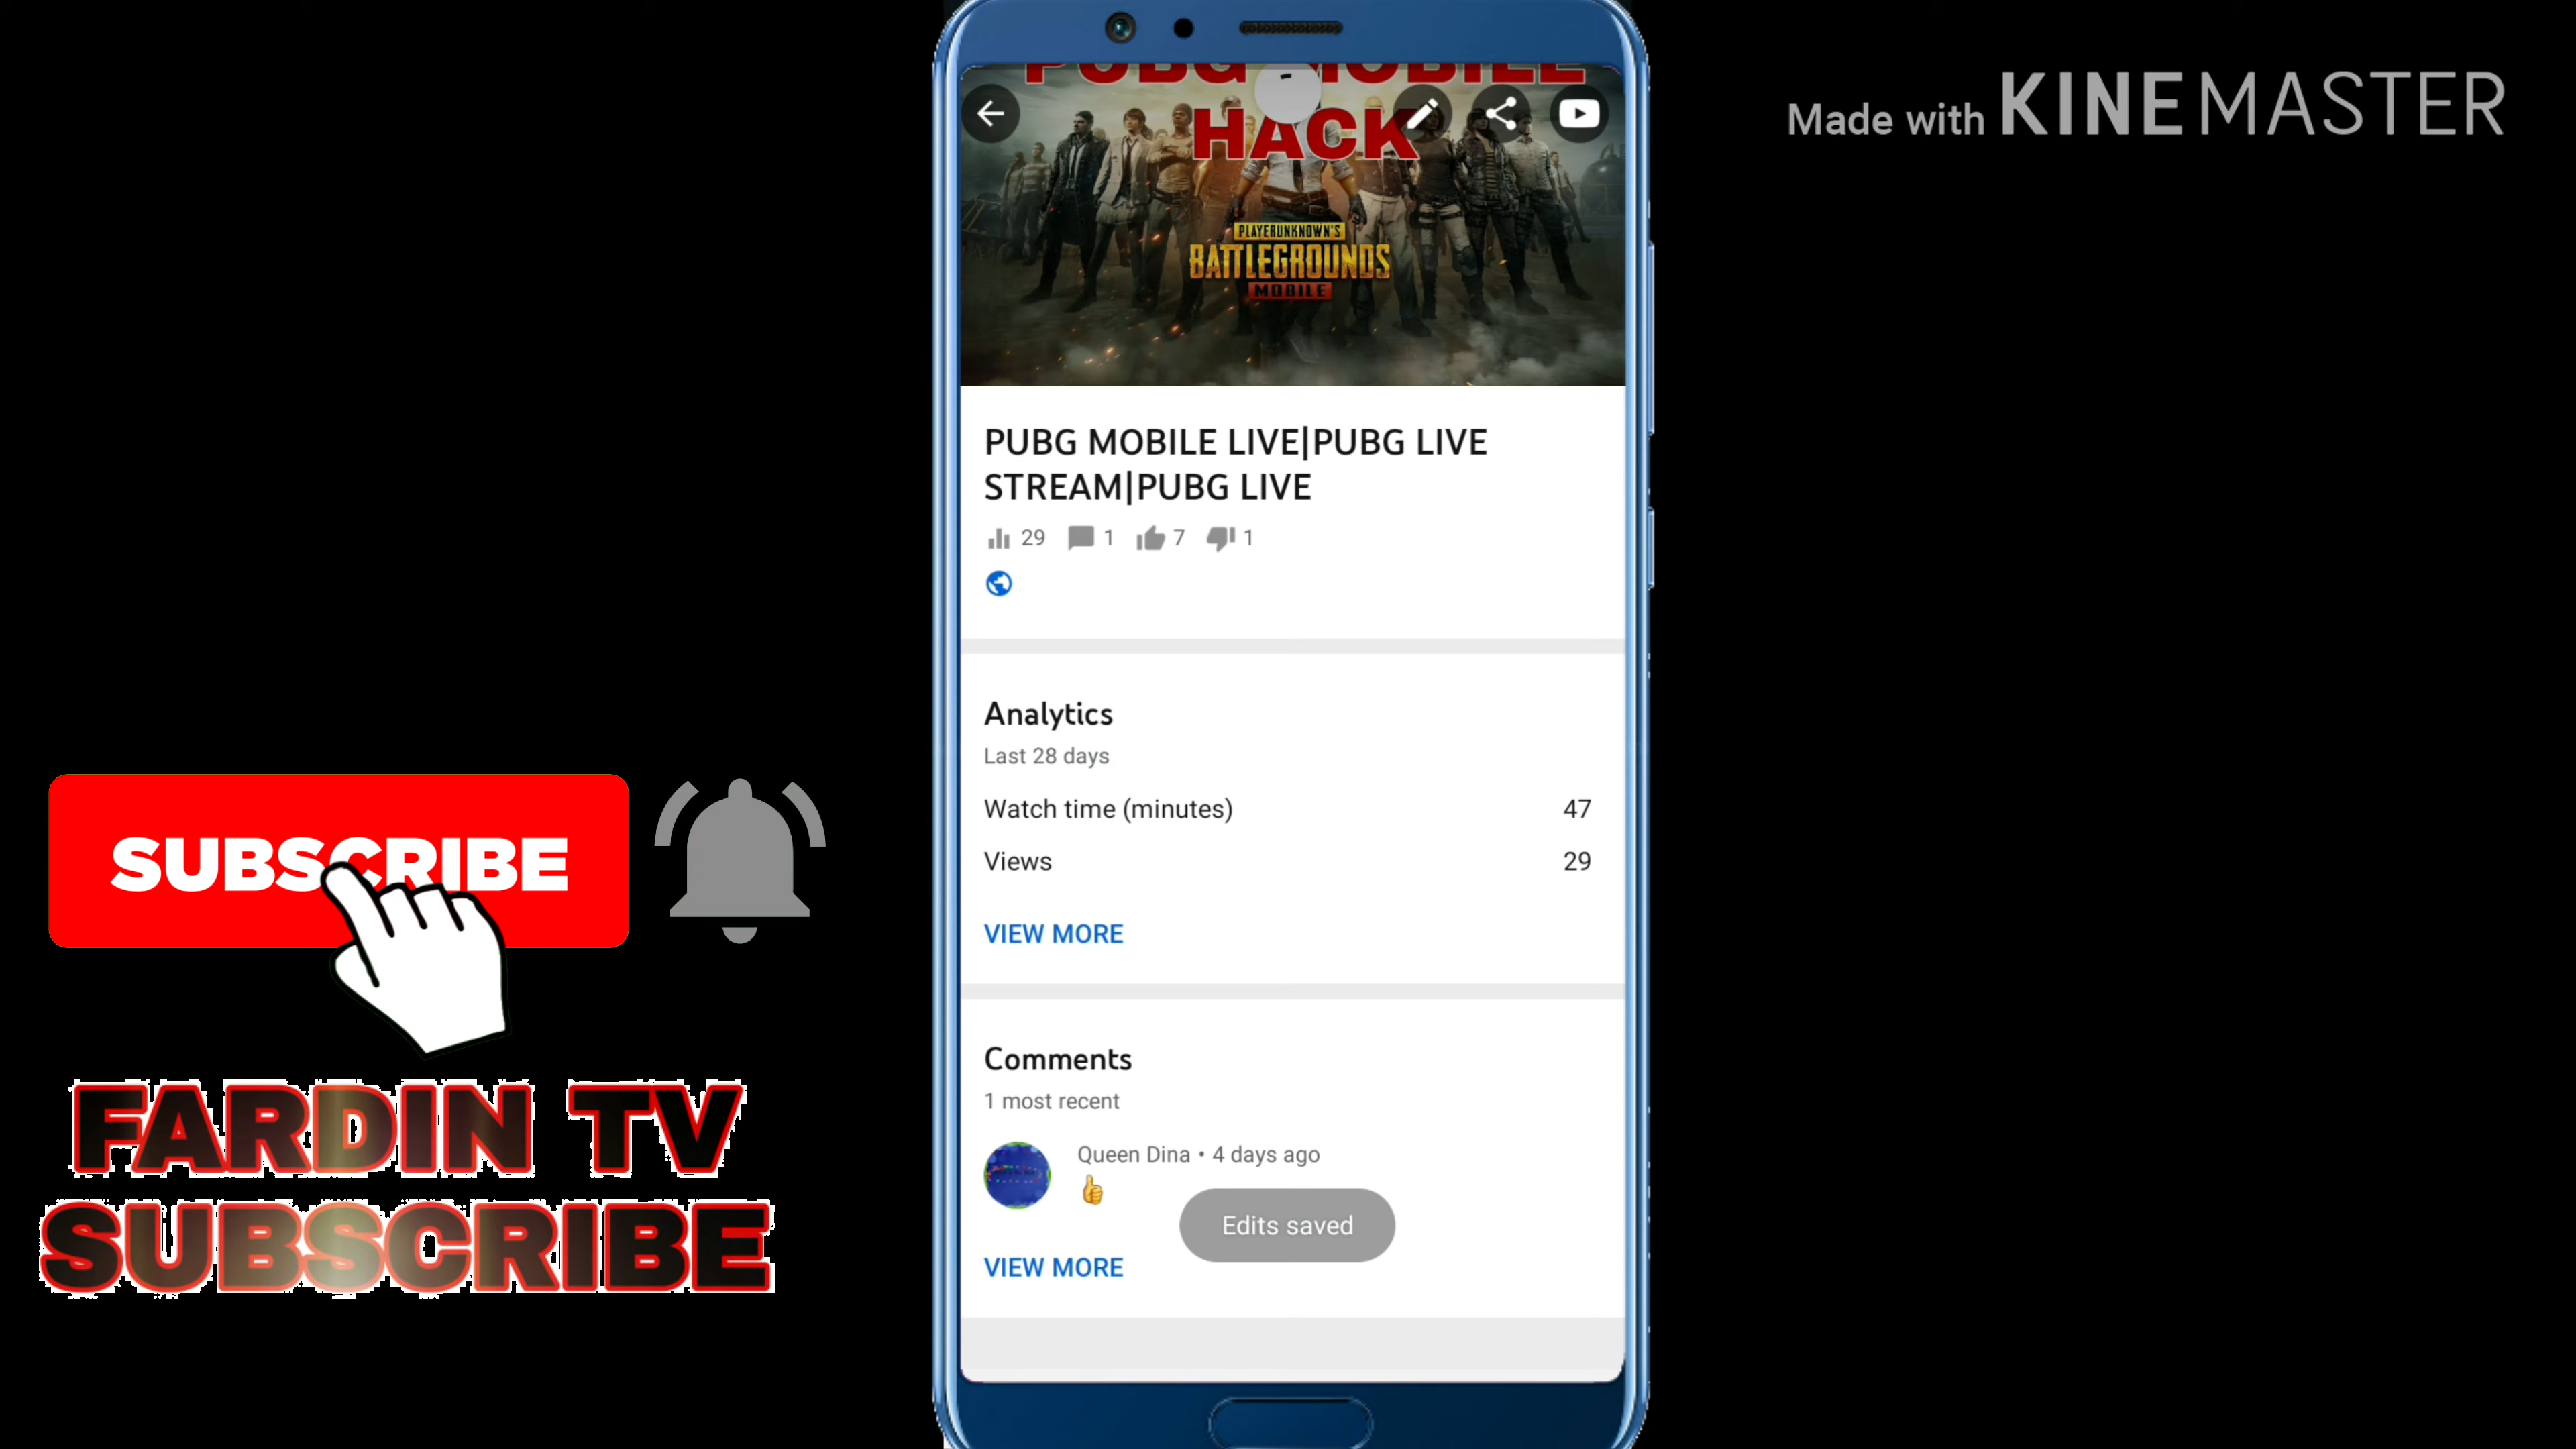 PUBG MOBILE
HACK
PLAYERUNKNOWN'S
BATTLEGROUNDS
MOBILE
Made with KINEMASTER
PUBG MOBILE LIVE|PUBG LIVE
STREAM|PUBG LIVE
29 1 7 1
Analytics
Last 28 days
Watch time (minutes) 47
Views 29
VIEW MORE
Comments
1 most recent
Queen Dina • 4 days ago
👍
Edits saved
VIEW MORE
SUBSCRIBE
FARDIN TV
SUBSCRIBE